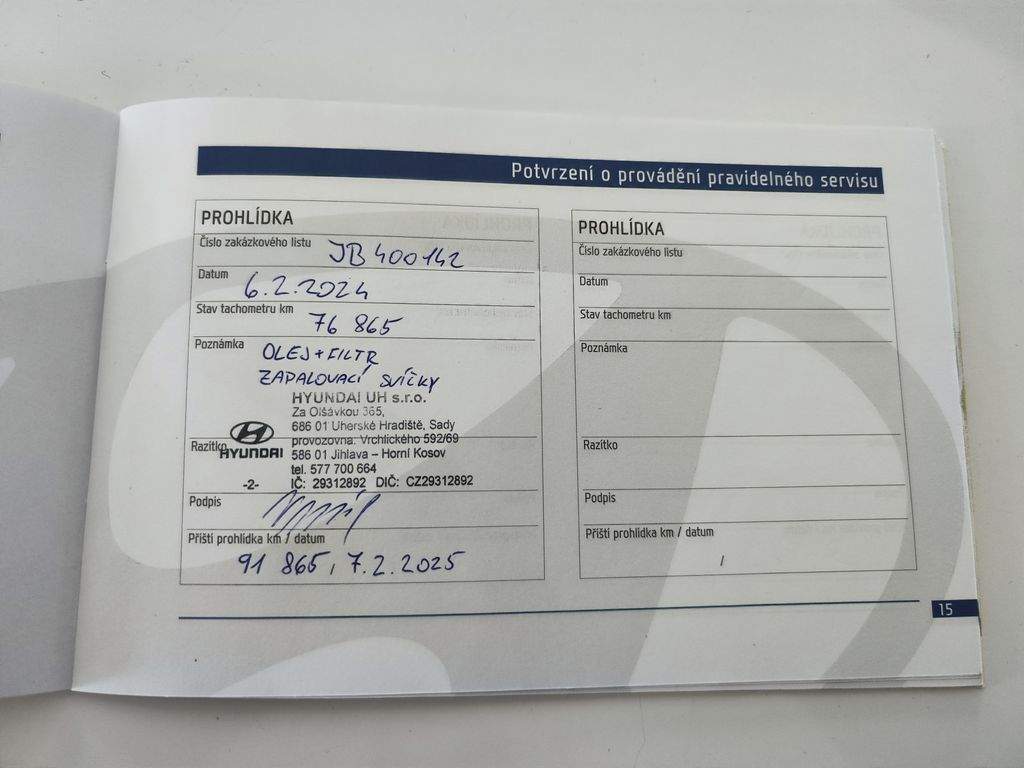 Potvrzení o provádění pravidelného servisu
PROHLÍDKA
Číslo zakázkového listu JB 400142
Datum 6.2.2024
Stav tachometru km 76 865
Poznámka OLEJ+FILTR
ZAPALOVACÍ SVÍČKY
HYUNDAI UH s.r.o.
Za Olšávkou 365,
686 01 Uherské Hradiště, Sady
provozovna: Vrchlického 592/69
Razítko HYUNDAI 586 01 Jihlava – Horní Kosov
tel. 577 700 664
-2- IČ: 29312892 DIČ: CZ29312892
Podpis
Příští prohlídka km / datum
91 865, 7.2.2025
PROHLÍDKA
Číslo zakázkového listu
Datum
Stav tachometru km
Poznámka
Razítko
Podpis
Příští prohlídka km / datum
/
15